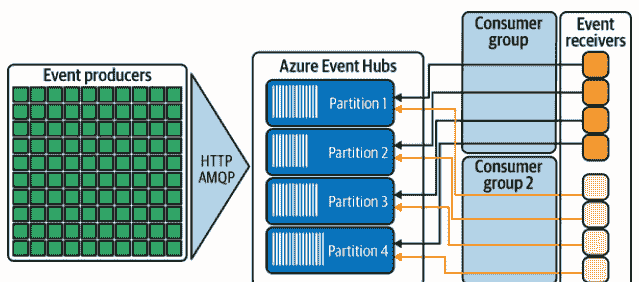 Event producers
HTTP
AMQP
Azure Event Hubs
Partition 1
Partition 2
Partition 3
Partition 4
Consumer
group
Consumer
group 2
Event
receivers